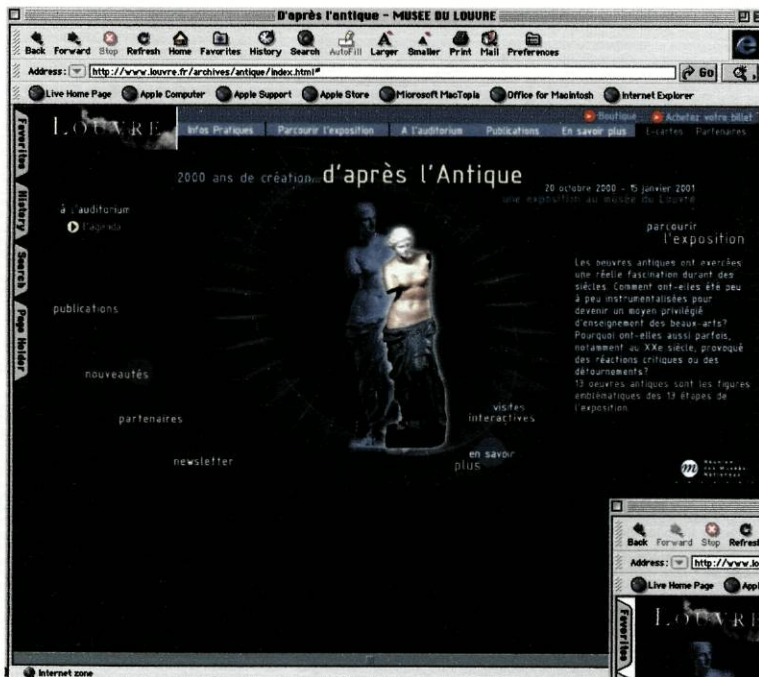 D'après l'antique - MUSEE DU LOUVRE
Back Forward Stop Refresh Home Favorites History Search AutoFill Larger Smaller Print Mail Preferences
Address: http://www.louvre.fr/archives/antique/index.html# Go
Live Home Page Apple Computer Apple Support Apple Store Microsoft MacTopia Office for Macintosh Internet Explorer
Favorites
History
Search
Page Holder
LOUVRE
Boutique Achetez votre billet
Infos Pratiques Parcourir l'exposition A l'auditorium Publications En savoir plus E-cartes Partenaires
2000 ans de création... d'après l'Antique
20 octobre 2000 - 15 janvier 2001
une exposition au musée du Louvre
à l'auditorium
l'agenda
publications
nouveautés
partenaires
newsletter
visites
interactives
en savoir
plus
parcourir
l'exposition
Les oeuvres antiques ont exercées
une réelle fascination durant des
siècles. Comment ont-elles été peu
à peu instrumentalisées pour
devenir un moyen privilégié
d'enseignement des beaux-arts?
Pourquoi ont-elles aussi parfois,
notamment au XXe siècle, provoqué
des réactions critiques ou des
détournements?
13 oeuvres antiques sont les figures
emblématiques des 13 étapes de
l'exposition.
m
Réunion
des Musées
Nationaux
Internet zone
Back Forward Stop Refresh
Address: http://www.lo
Live Home Page Appl
Favorites
LOUVRE